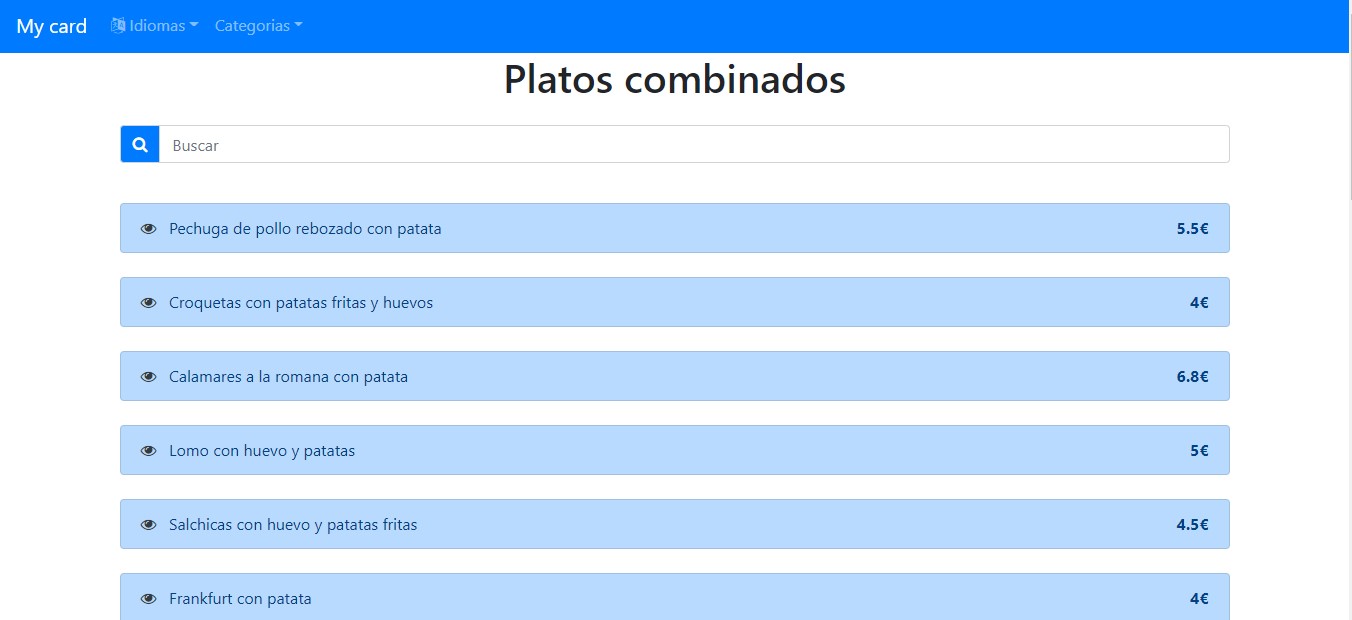 My card Idiomas Categorias
Platos combinados
Buscar
Pechuga de pollo rebozado con patata 5.5€
Croquetas con patatas fritas y huevos 4€
Calamares a la romana con patata 6.8€
Lomo con huevo y patatas 5€
Salchicas con huevo y patatas fritas 4.5€
Frankfurt con patata 4€